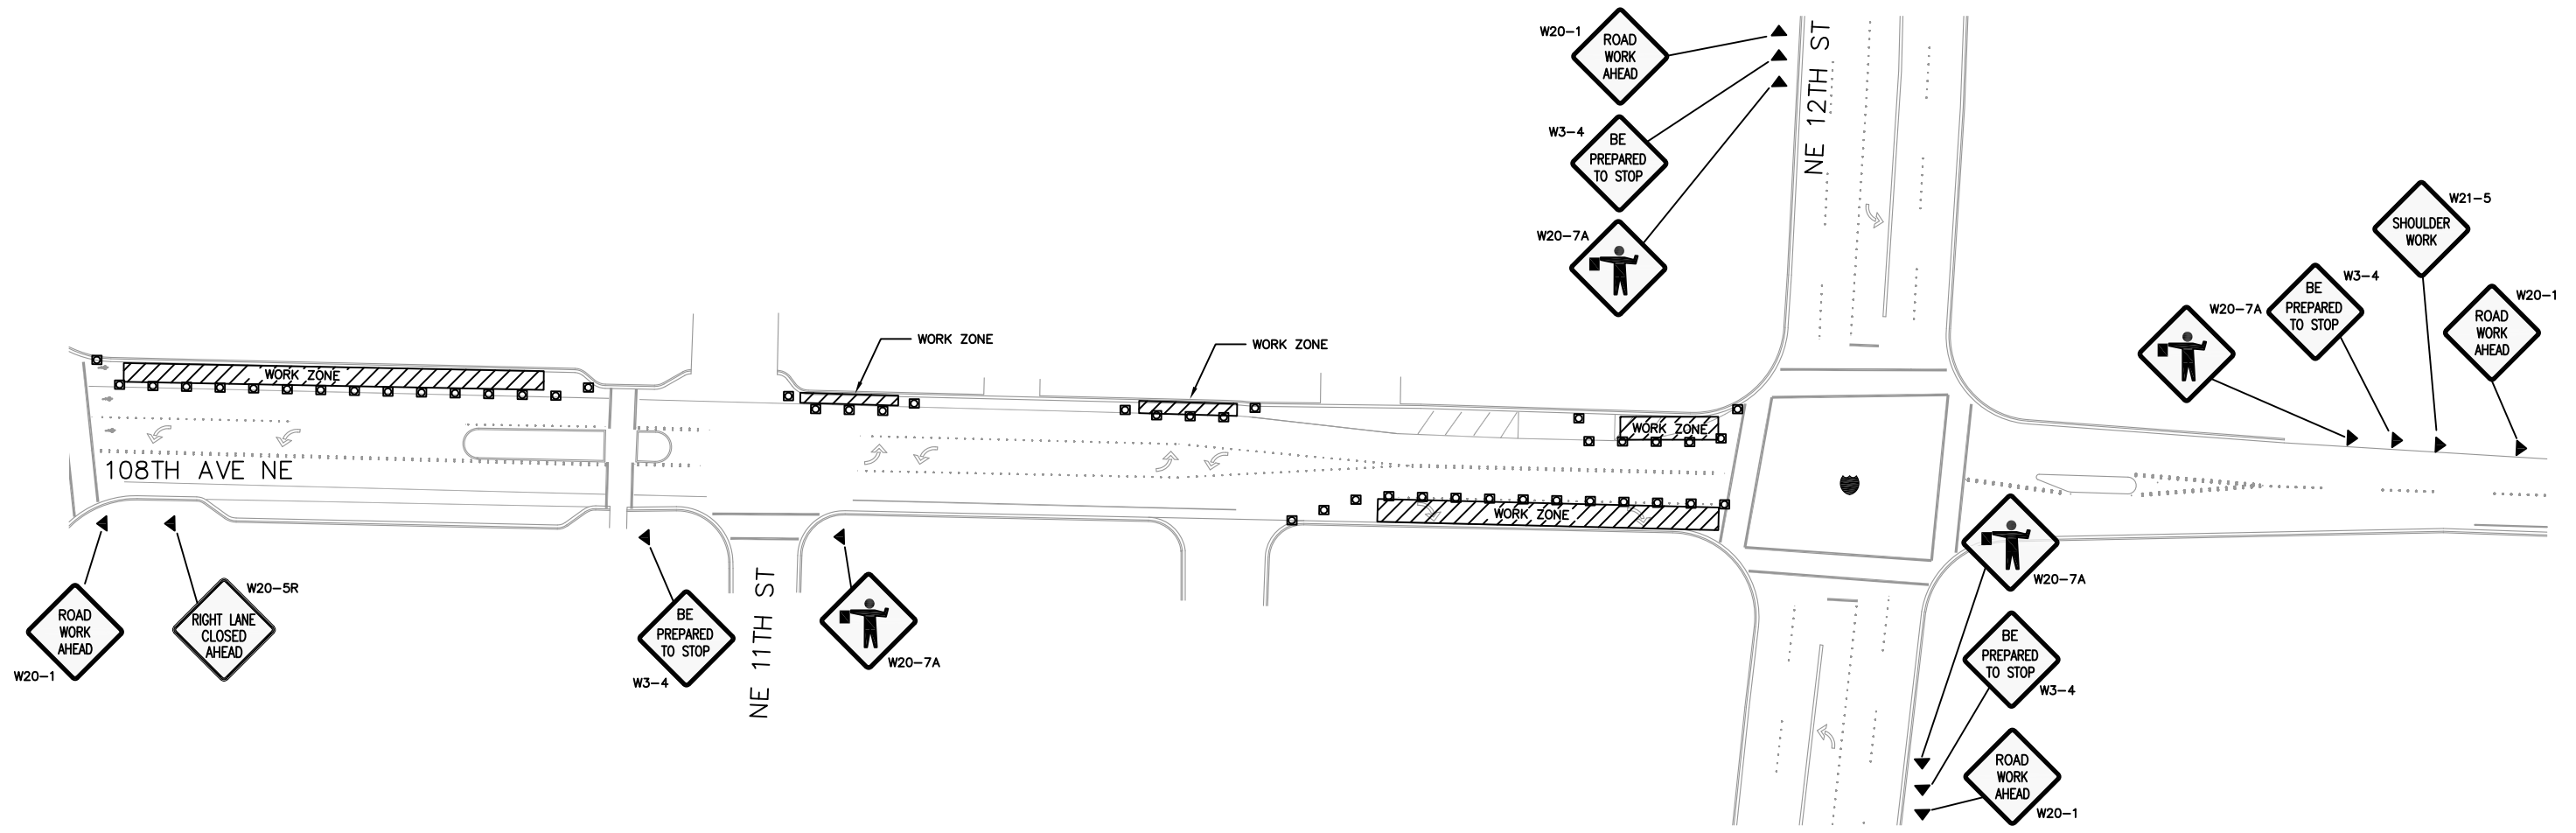 W20-1
ROAD
WORK
AHEAD
NE 12TH ST
W3-4
BE
PREPARED
TO STOP
W20-7A
W21-5
SHOULDER
WORK
W3-4
BE
PREPARED
TO STOP
W20-1
ROAD
WORK
AHEAD
W20-7A
WORK ZONE
WORK ZONE
WORK ZONE
WORK ZONE
108TH AVE NE
WORK ZONE
W20-5R
RIGHT LANE
CLOSED
AHEAD
ROAD
WORK
AHEAD
W20-1
BE
PREPARED
TO STOP
W3-4
NE 11TH ST
W20-7A
W20-7A
BE
PREPARED
TO STOP
W3-4
ROAD
WORK
AHEAD
W20-1